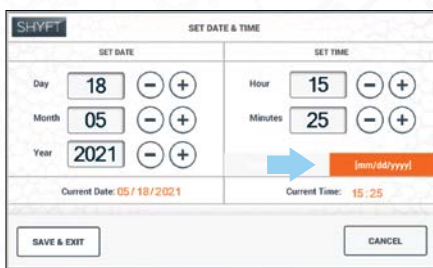 SHYFT
SET DATE & TIME
SET DATE
SET TIME
Day 18 - +
Hour 15 - +
Month 05 - +
Minutes 25 - +
Year 2021 - +
[mm/dd/yyyy]
Current Date: 05/18/2021
Current Time: 15:25
SAVE & EXIT
CANCEL